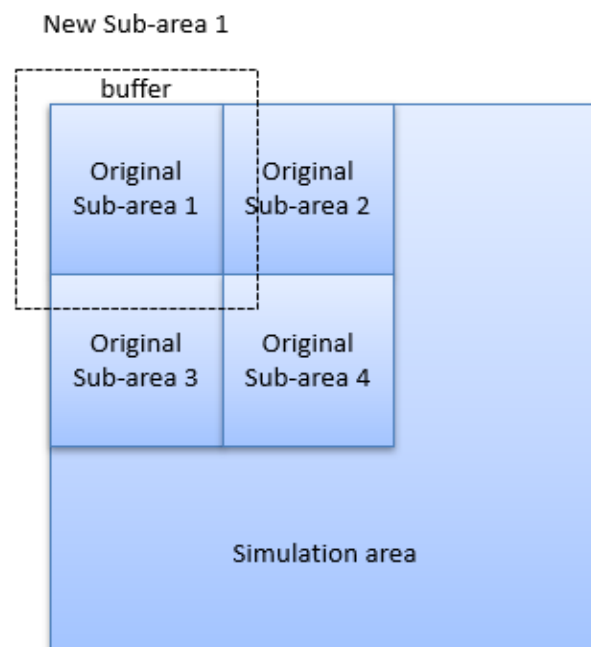 New Sub-area 1
buffer
Original
Sub-area 1
Original
Sub-area 2
Original
Sub-area 3
Original
Sub-area 4
Simulation area